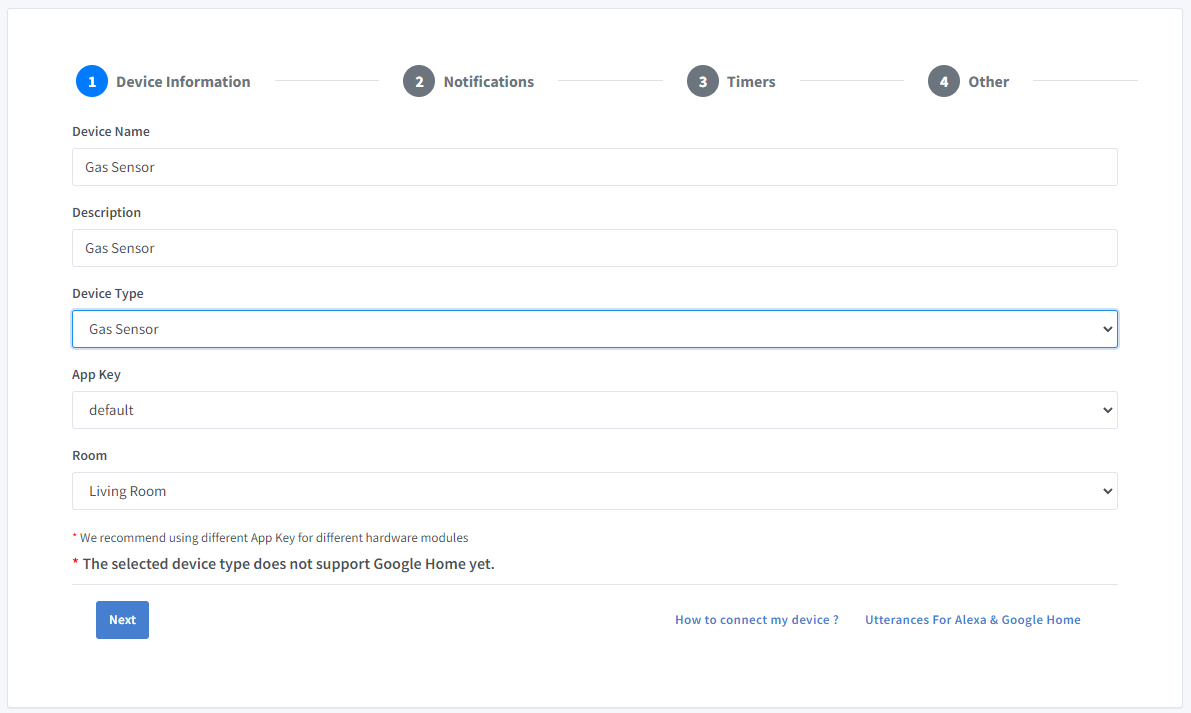 1 Device Information 2 Notifications 3 Timers 4 Other
Device Name
Gas Sensor
Description
Gas Sensor
Device Type
Gas Sensor
App Key
default
Room
Living Room
* We recommend using different App Key for different hardware modules
* The selected device type does not support Google Home yet.
Next How to connect my device ? Utterances For Alexa & Google Home